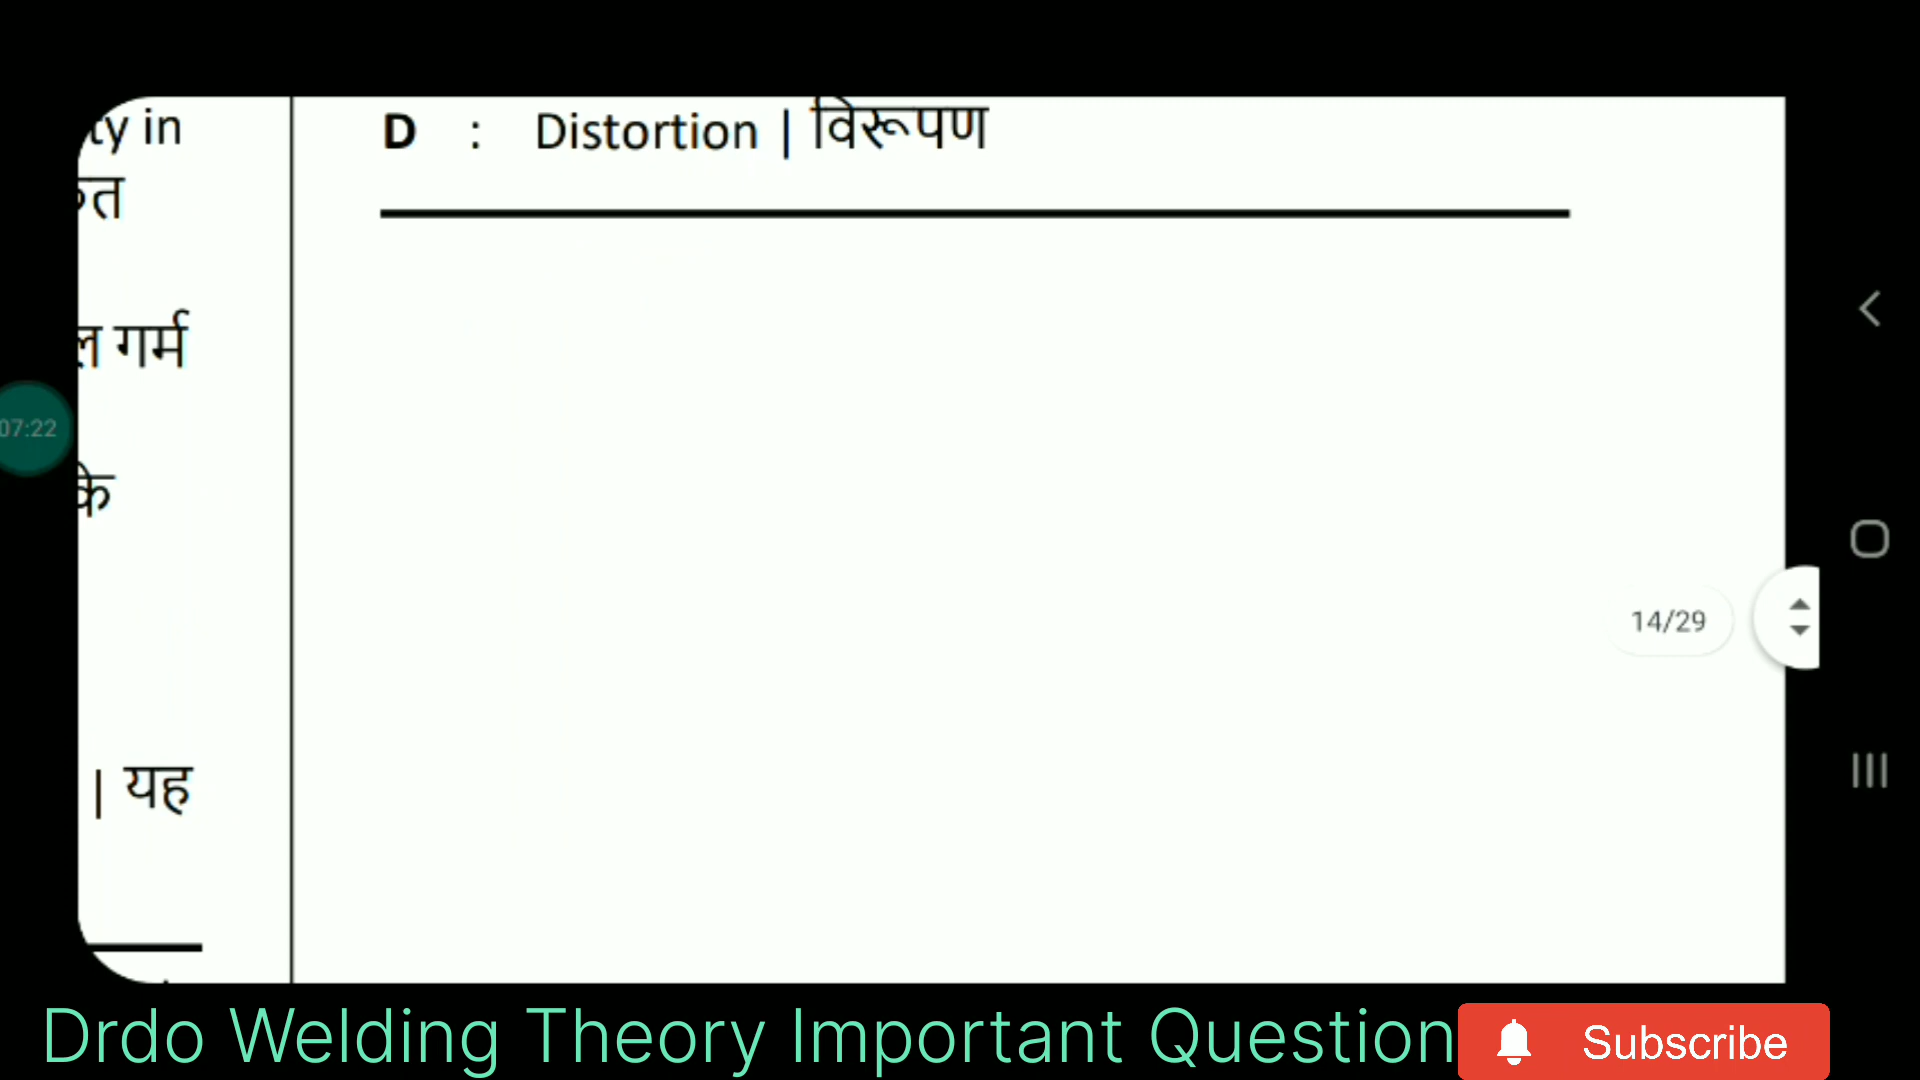 ty in
त
गर्म
के
| यह
D : Distortion | विरूपण
07:22
14/29
Drdo Welding Theory Important Question
Subscribe